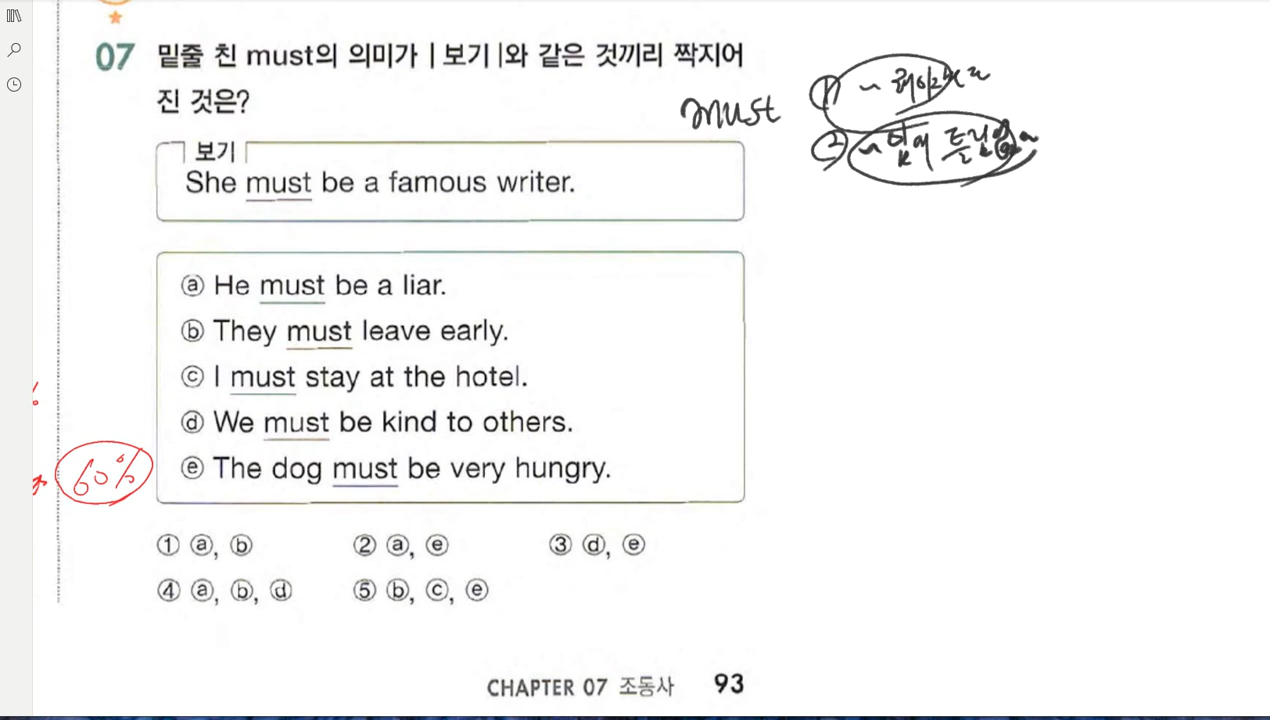 07 밑줄 친 must의 의미가 |보기|와 같은 것끼리 짝지어
진 것은?
must ① ~ 해야한다
② ~임에 틀림없다
보기
She must be a famous writer.
ⓐ He must be a liar.
ⓑ They must leave early.
ⓒ I must stay at the hotel.
ⓓ We must be kind to others.
60% ⓔ The dog must be very hungry.
① ⓐ, ⓑ ② ⓐ, ⓔ ③ ⓓ, ⓔ
④ ⓐ, ⓑ, ⓓ ⑤ ⓑ, ⓒ, ⓔ
CHAPTER 07 조동사 93